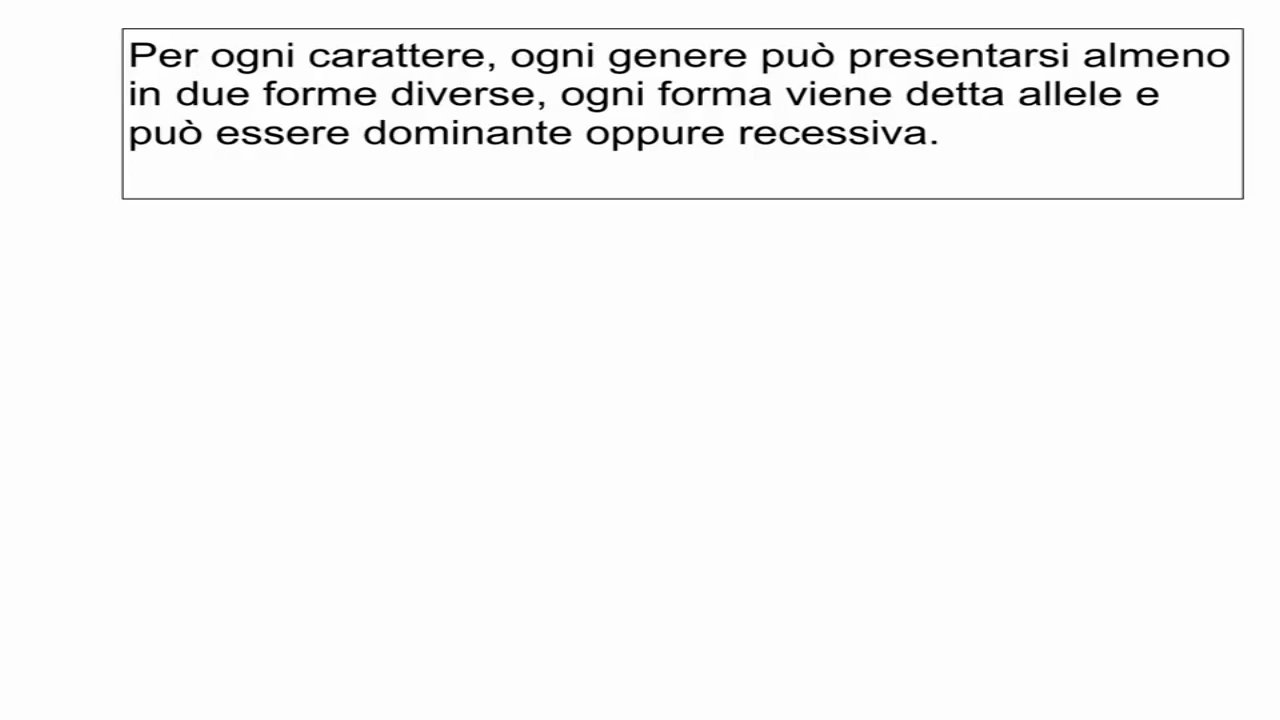 Per ogni carattere, ogni genere può presentarsi almeno
in due forme diverse, ogni forma viene detta allele e
può essere dominante oppure recessiva.